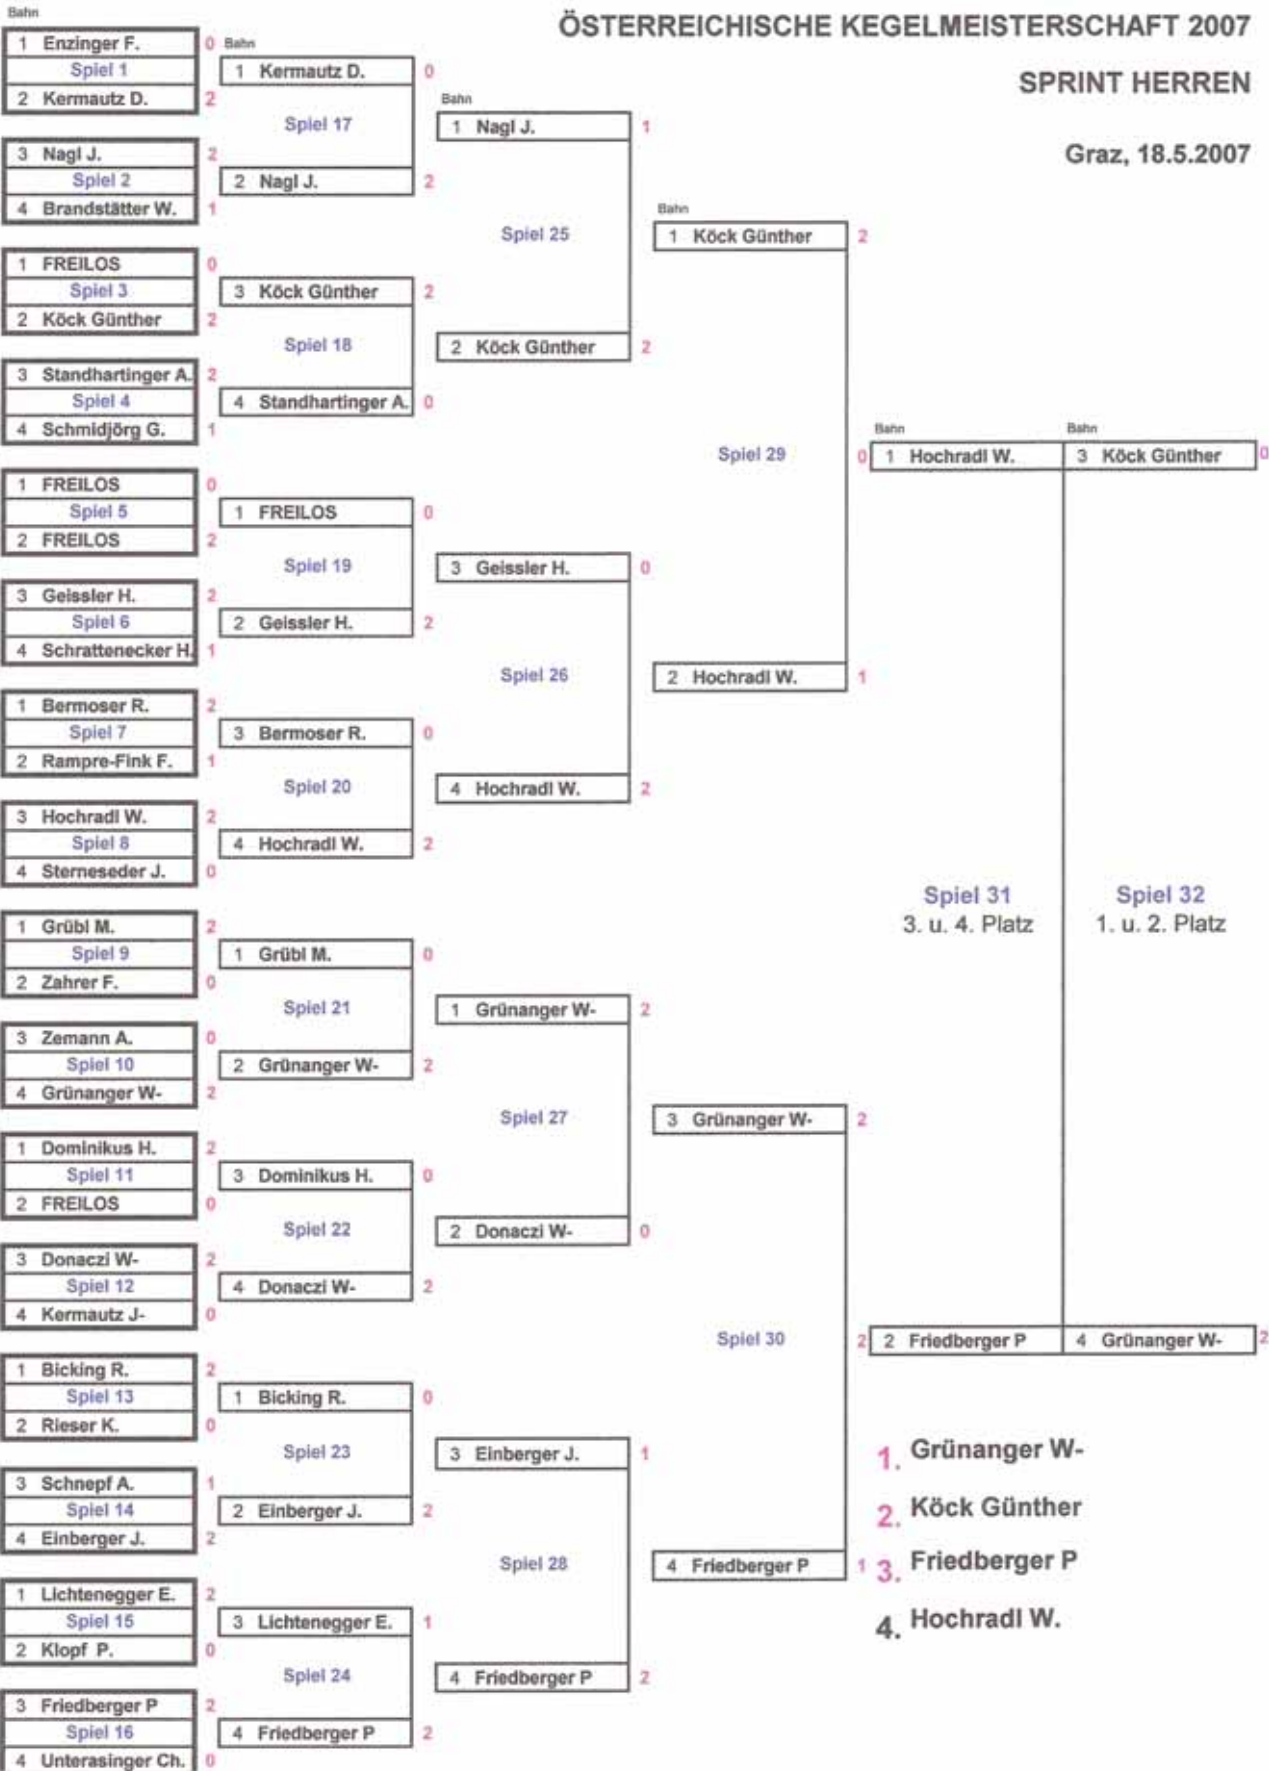 ÖSTERREICHISCHE KEGELMEISTERSCHAFT 2007
SPRINT HERREN
Graz, 18.5.2007
Bahn
1 Enzinger F. 0
Spiel 1
2 Kermautz D. 2
3 Nagl J. 2
Spiel 2
4 Brandstätter W. 1
1 FREILOS 0
Spiel 3
2 Köck Günther 2
3 Standhartinger A. 2
Spiel 4
4 Schmidjörg G. 1
1 FREILOS 0
Spiel 5
2 FREILOS 2
3 Geissler H. 2
Spiel 6
4 Schrattenecker H. 1
1 Bermoser R. 2
Spiel 7
2 Rampre-Fink F. 1
3 Hochradl W. 2
Spiel 8
4 Sterneseder J. 0
1 Grübl M. 2
Spiel 9
2 Zahrer F. 0
3 Zemann A. 0
Spiel 10
4 Grünanger W- 2
1 Dominikus H. 2
Spiel 11
2 FREILOS 0
3 Donaczi W- 2
Spiel 12
4 Kermautz J- 0
1 Bicking R. 2
Spiel 13
2 Rieser K. 0
3 Schnepf A. 1
Spiel 14
4 Einberger J. 2
1 Lichtenegger E. 2
Spiel 15
2 Klopf P. 0
3 Friedberger P 2
Spiel 16
4 Unterasinger Ch. 0
Bahn
1 Kermautz D. 0
Spiel 17
2 Nagl J. 2
3 Köck Günther 2
Spiel 18
4 Standhartinger A. 0
1 FREILOS 0
Spiel 19
2 Geissler H. 2
3 Bermoser R. 0
Spiel 20
4 Hochradl W. 2
1 Grübl M. 0
Spiel 21
2 Grünanger W- 2
3 Dominikus H. 0
Spiel 22
4 Donaczi W- 2
1 Bicking R. 0
Spiel 23
2 Einberger J. 2
3 Lichtenegger E. 1
Spiel 24
4 Friedberger P 2
Bahn
1 Nagl J. 1
Spiel 25
2 Köck Günther 2
3 Geissler H. 0
Spiel 26
4 Hochradl W. 2
1 Grünanger W- 2
Spiel 27
2 Donaczi W- 0
3 Einberger J. 1
Spiel 28
4 Friedberger P 2
Bahn
1 Köck Günther 2
Spiel 29
2 Hochradl W. 1
3 Grünanger W- 2
Spiel 30
4 Friedberger P 1
Bahn
0 1 Hochradl W.
Spiel 31
3. u. 4. Platz
2 2 Friedberger P
Bahn
3 Köck Günther 0
Spiel 32
1. u. 2. Platz
4 Grünanger W- 2
1. Grünanger W-
2. Köck Günther
3. Friedberger P
4. Hochradl W.